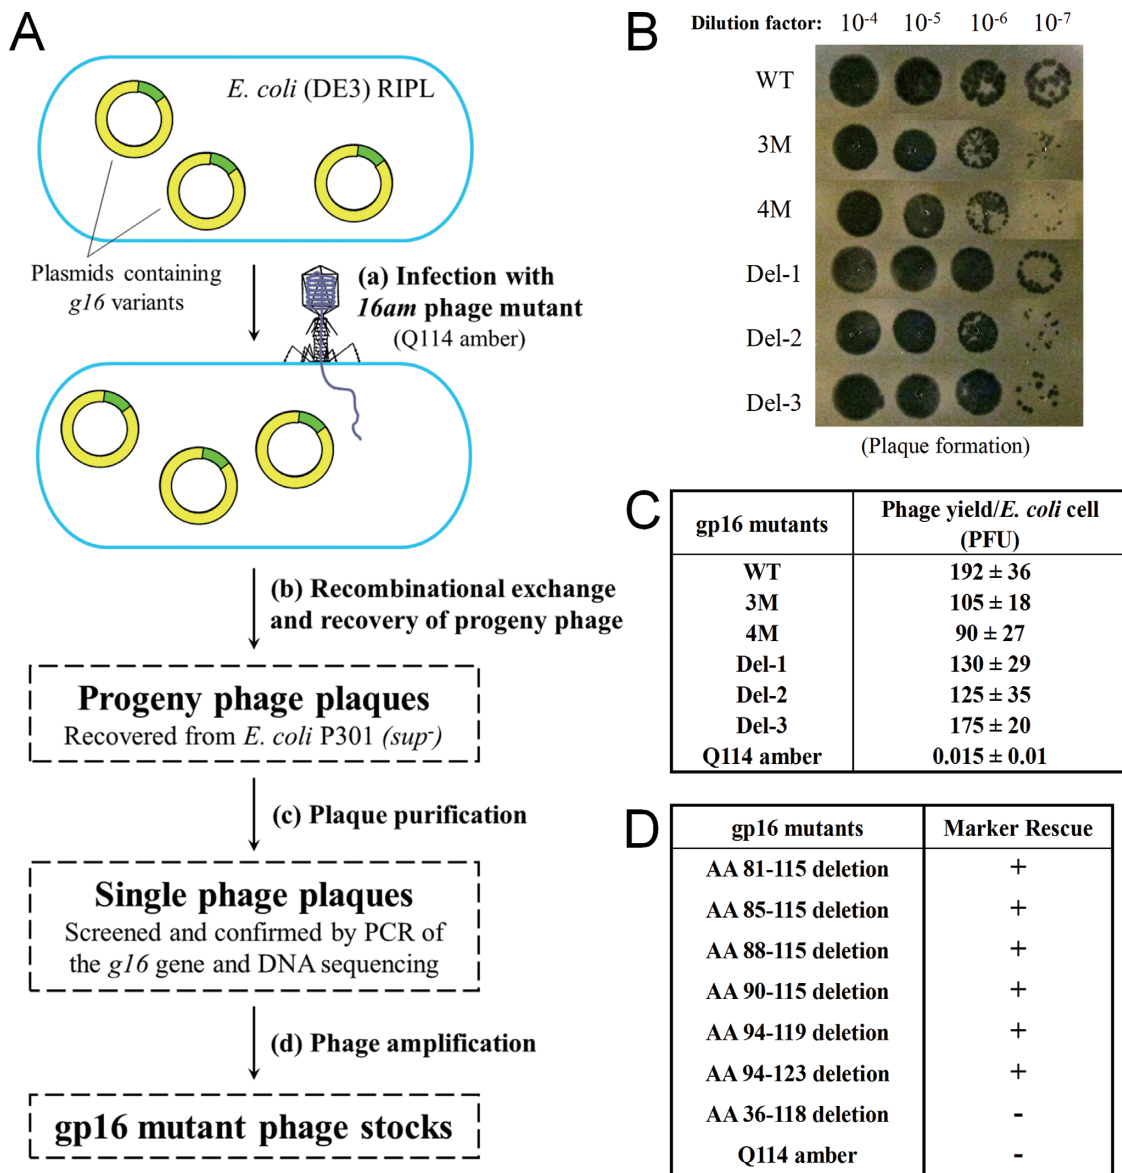 A
E. coli (DE3) RIPL
Plasmids containing
g16 variants
(a) Infection with
16am phage mutant
(Q114 amber)
(b) Recombinational exchange
and recovery of progeny phage
Progeny phage plaques
Recovered from E. coli P301 (sup-)
(c) Plaque purification
Single phage plaques
Screened and confirmed by PCR of
the g16 gene and DNA sequencing
(d) Phage amplification
gp16 mutant phage stocks
B
Dilution factor: 10-4 10-5 10-6 10-7
WT
3M
4M
Del-1
Del-2
Del-3
(Plaque formation)
C
gp16 mutants Phage yield/E. coli cell
(PFU)
WT 192 ± 36
3M 105 ± 18
4M 90 ± 27
Del-1 130 ± 29
Del-2 125 ± 35
Del-3 175 ± 20
Q114 amber 0.015 ± 0.01
D
gp16 mutants Marker Rescue
AA 81-115 deletion +
AA 85-115 deletion +
AA 88-115 deletion +
AA 90-115 deletion +
AA 94-119 deletion +
AA 94-123 deletion +
AA 36-118 deletion -
Q114 amber -